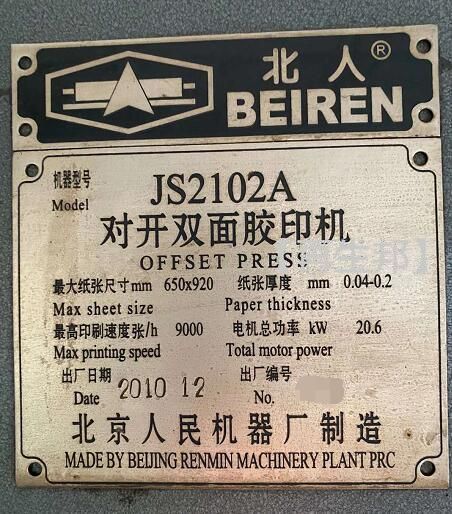 北人®
BEIREN
机器型号 JS2102A
Model
对开双面胶印机
OFFSET PRESS
最大纸张尺寸mm 650x920 纸张厚度 mm 0.04-0.2
Max sheet size Paper thickness
最高印刷速度张/h 9000 电机总功率 kW 20.6
Max printing speed Total motor power
出厂日期 出厂编号
Date 2010 12 No.
北京人民机器厂制造
MADE BY BEIJING RENMIN MACHINERY PLANT PRC